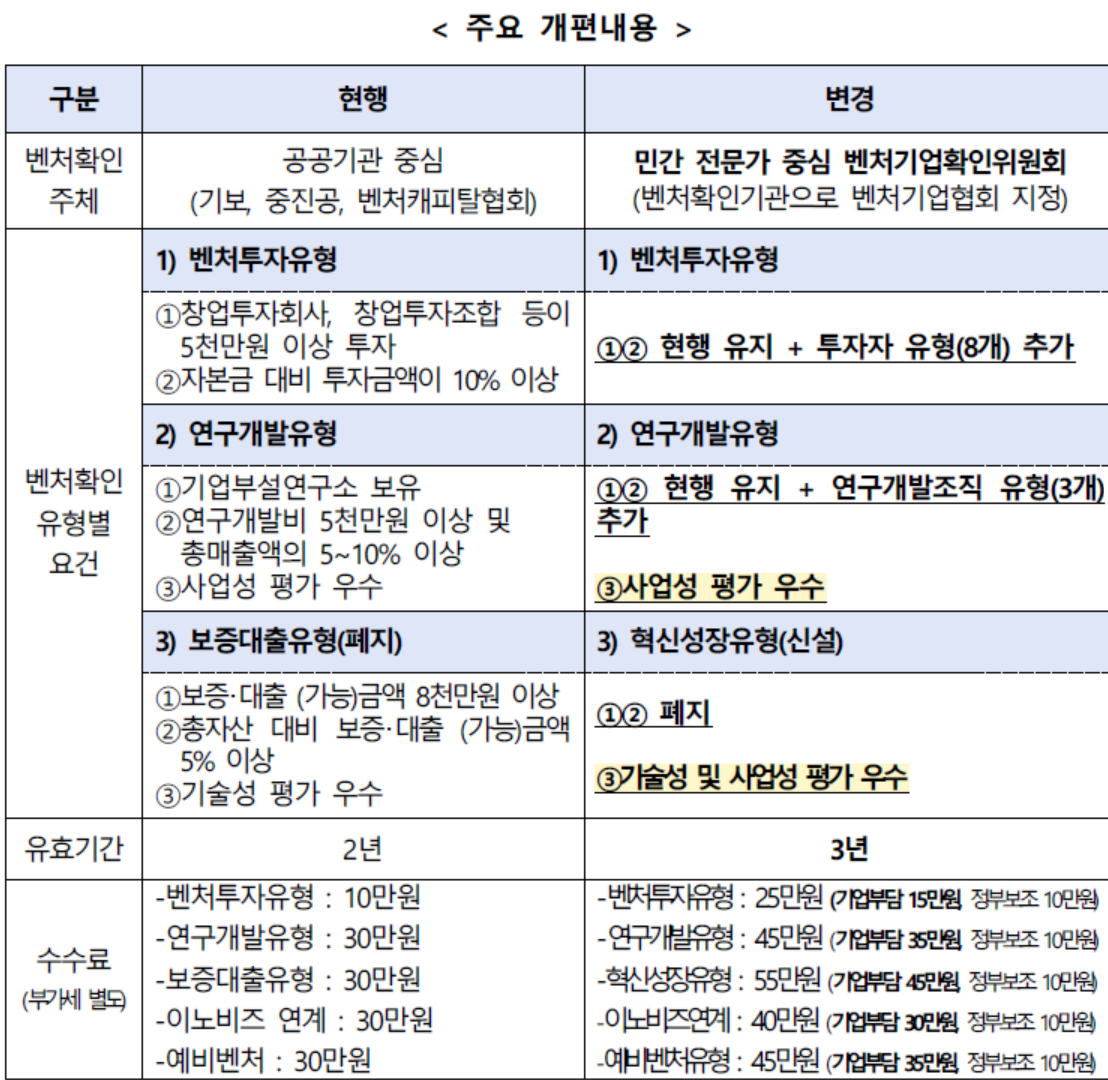 < 주요 개편내용 >
구분 현행 변경
벤처확인
주체
공공기관 중심
(기보, 중진공, 벤처캐피탈협회)
민간 전문가 중심 벤처기업확인위원회
(벤처확인기관으로 벤처기업협회 지정)
벤처확인
유형별
요건
1) 벤처투자유형
①창업투자회사, 창업투자조합 등이
5천만원 이상 투자
②자본금 대비 투자금액이 10% 이상
1) 벤처투자유형
①② 현행 유지 + 투자자 유형(8개) 추가
2) 연구개발유형
①기업부설연구소 보유
②연구개발비 5천만원 이상 및
총매출액의 5~10% 이상
③사업성 평가 우수
2) 연구개발유형
①② 현행 유지 + 연구개발조직 유형(3개)
추가
③사업성 평가 우수
3) 보증대출유형(폐지)
①보증·대출 (가능)금액 8천만원 이상
②총자산 대비 보증·대출 (가능)금액
5% 이상
③기술성 평가 우수
3) 혁신성장유형(신설)
①② 폐지
③기술성 및 사업성 평가 우수
유효기간 2년 3년
수수료
(부가세 별도)
-벤처투자유형 : 10만원
-연구개발유형 : 30만원
-보증대출유형 : 30만원
-이노비즈 연계 : 30만원
-예비벤처 : 30만원
-벤처투자유형 : 25만원 (기업부담 15만원, 정부보조 10만원)
-연구개발유형 : 45만원 (기업부담 35만원, 정부보조 10만원)
-혁신성장유형 : 55만원 (기업부담 45만원, 정부보조 10만원)
-이노비즈연계 : 40만원 (기업부담 30만원, 정부보조 10만원)
-예비벤처유형 : 45만원 (기업부담 35만원, 정부보조 10만원)